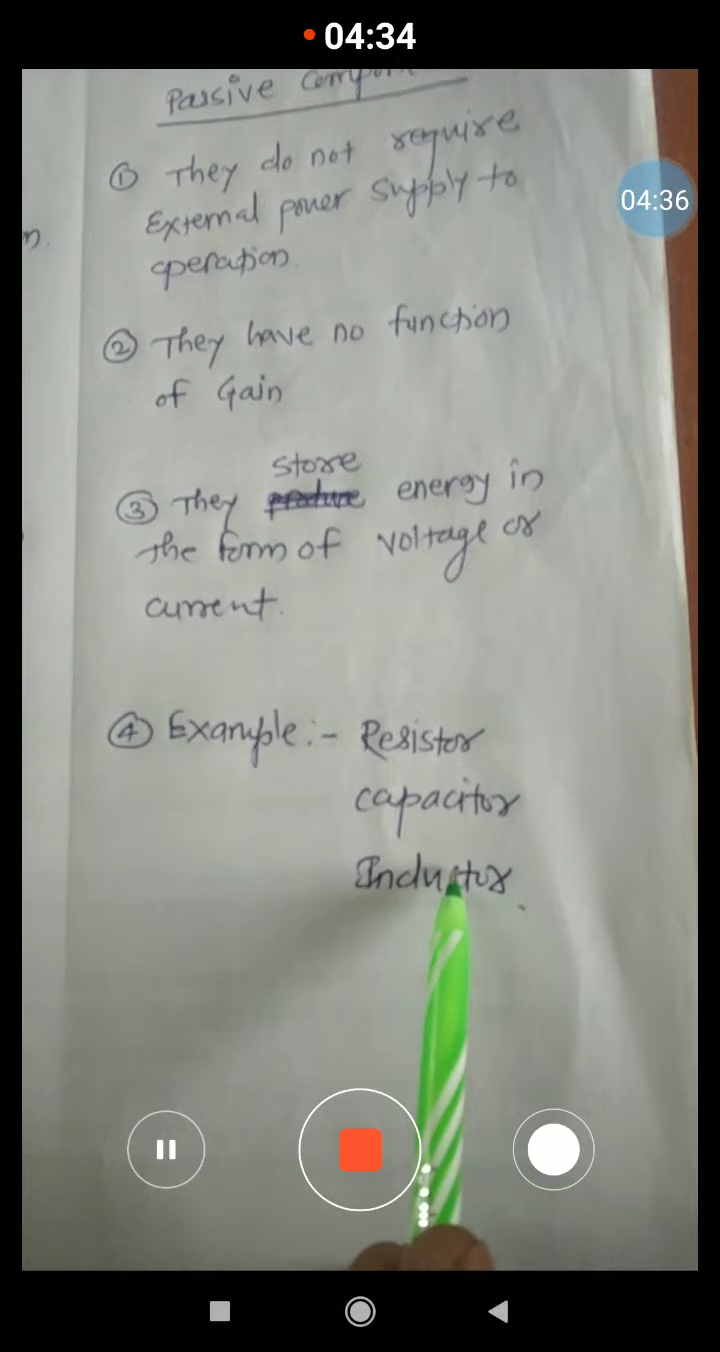 04:34
Passive Compon
① They do not require
External power supply to
operation.
04:36
n.
② They have no function
of Gain
store
③ They energy in
the form of voltage or
current.
④ Example:- Resistor
capacitor
Inductor.